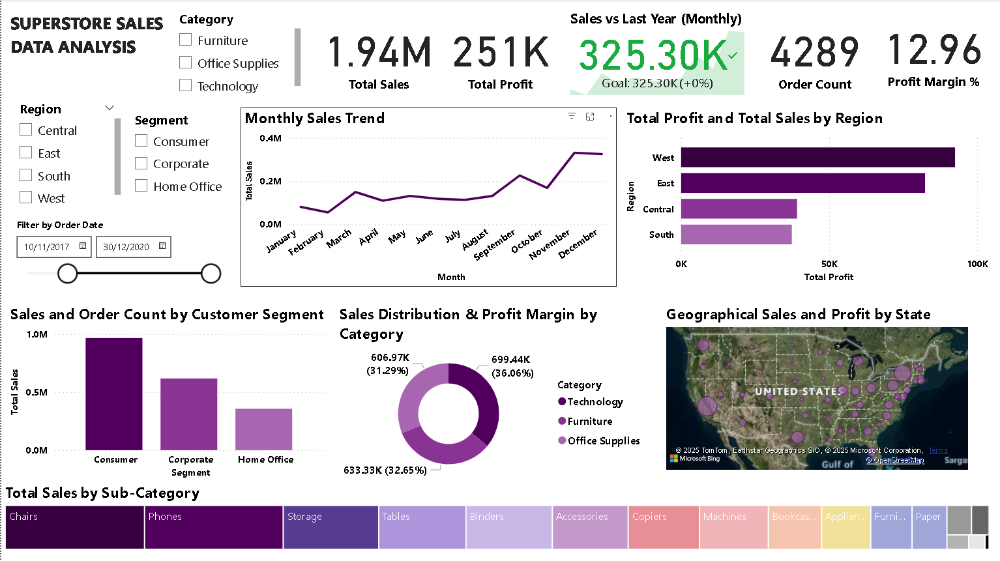 SUPERSTORE SALES
DATA ANALYSIS
Category
Furniture
Office Supplies
Technology
1.94M
Total Sales
251K
Total Profit
Sales vs Last Year (Monthly)
325.30K
Goal: 325.30K (+0%)
4289
Order Count
12.96
Profit Margin %
Region
Central
East
South
West
Segment
Consumer
Corporate
Home Office
Filter by Order Date
10/11/2017
30/12/2020
Monthly Sales Trend
0.4M
0.2M
0.0M
Total Sales
January
February
March
April
May
June
July
August
September
October
November
December
Month
Total Profit and Total Sales by Region
Region
West
East
Central
South
0K
50K
100K
Total Profit
Sales and Order Count by Customer Segment
1.0M
0.5M
0.0M
Total Sales
Consumer
Corporate
Home Office
Segment
Sales Distribution & Profit Margin by
Category
606.97K
(31.29%)
699.44K
(36.06%)
633.33K (32.65%)
Category
Technology
Furniture
Office Supplies
Geographical Sales and Profit by State
UNITED STATES
© 2025 TomTom, Earthstar Geographics SIO, © 2025 Microsoft Corporation, Terms
© OpenStreetMap
Microsoft Bing
Gulf of
Sargas
Total Sales by Sub-Category
Chairs
Phones
Storage
Tables
Binders
Accessories
Copiers
Machines
Bookcas...
Applian...
Furni...
Paper